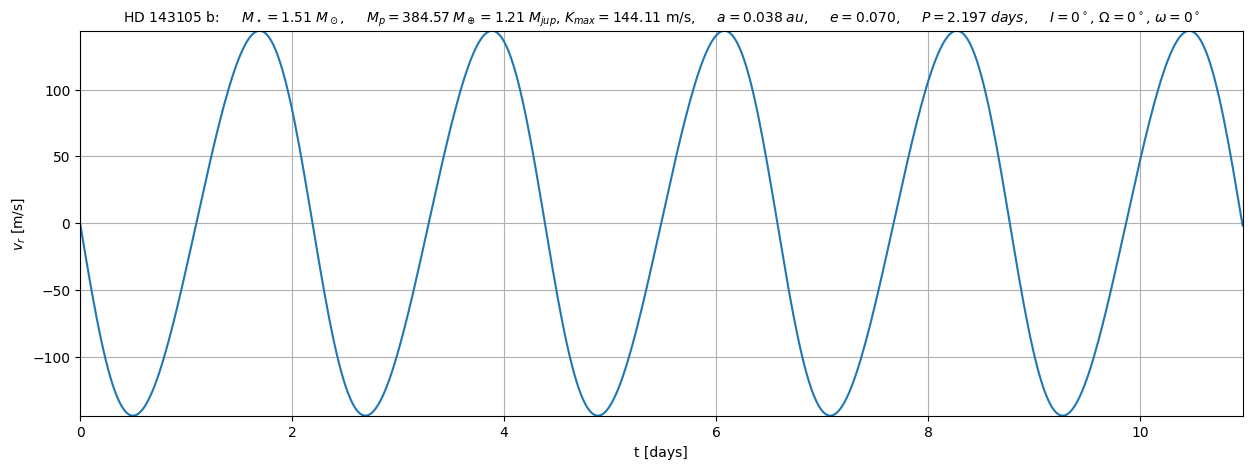 HD 143105 b: M⋆ = 1.51 M⊙, Mp = 384.57 M⊕ = 1.21 Mjup, Kmax = 144.11 m/s, a = 0.038 au, e = 0.070, P = 2.197 days, I = 0°, Ω = 0°, ω = 0°
100
50
0
−50
−100
vr [m/s]
0 2 4 6 8 10
t [days]